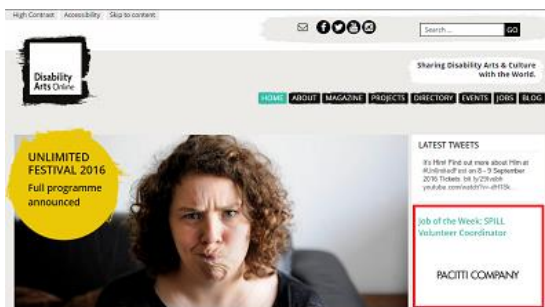 High Contrast Accessibility Skip to content
Search... GO
Disability
Arts Online
Sharing Disability Arts & Culture
with the World.
HOME ABOUT MAGAZINE PROJECTS DIRECTORY EVENTS JOBS BLOG
UNLIMITED
FESTIVAL 2016
Full programme
announced
LATEST TWEETS
It's Him! Find out more about Him at
#UnlimitedFest on 8 - 9 September
2016 Tickets:
Job of the Week: SPILL
Volunteer Coordinator
PACITTI COMPANY